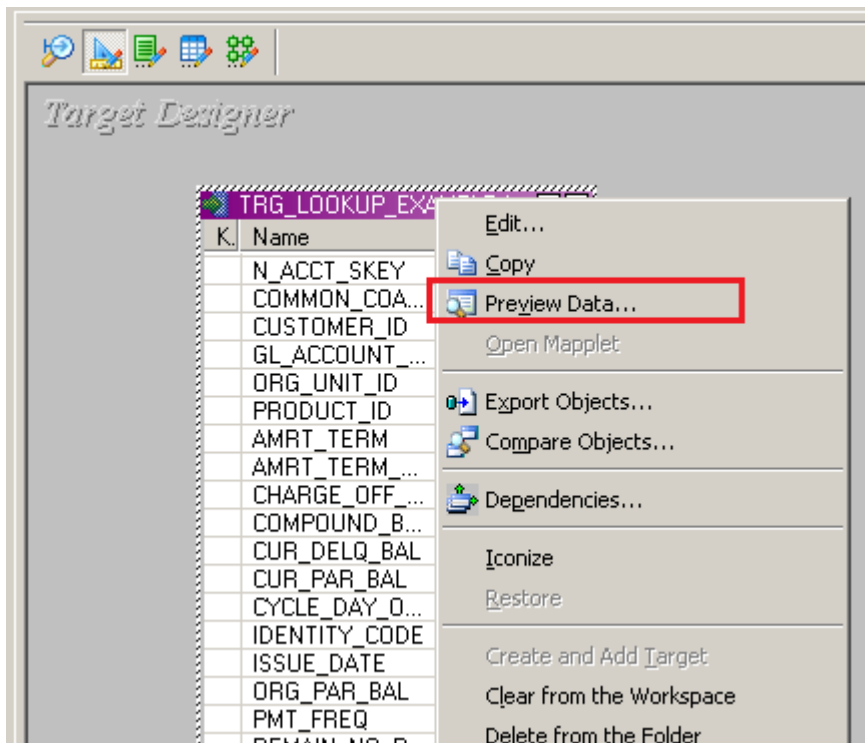 Target Designer
TRG_LOOKUP_EXA
K. Name
N_ACCT_SKEY
COMMON_COA...
CUSTOMER_ID
GL_ACCOUNT_...
ORG_UNIT_ID
PRODUCT_ID
AMRT_TERM
AMRT_TERM_...
CHARGE_OFF_...
COMPOUND_B...
CUR_DELQ_BAL
CUR_PAR_BAL
CYCLE_DAY_O...
IDENTITY_CODE
ISSUE_DATE
ORG_PAR_BAL
PMT_FREQ
Edit...
Copy
Preview Data...
Open Mapplet
Export Objects...
Compare Objects...
Dependencies...
Iconize
Restore
Create and Add Target
Clear from the Workspace
Delete from the Folder